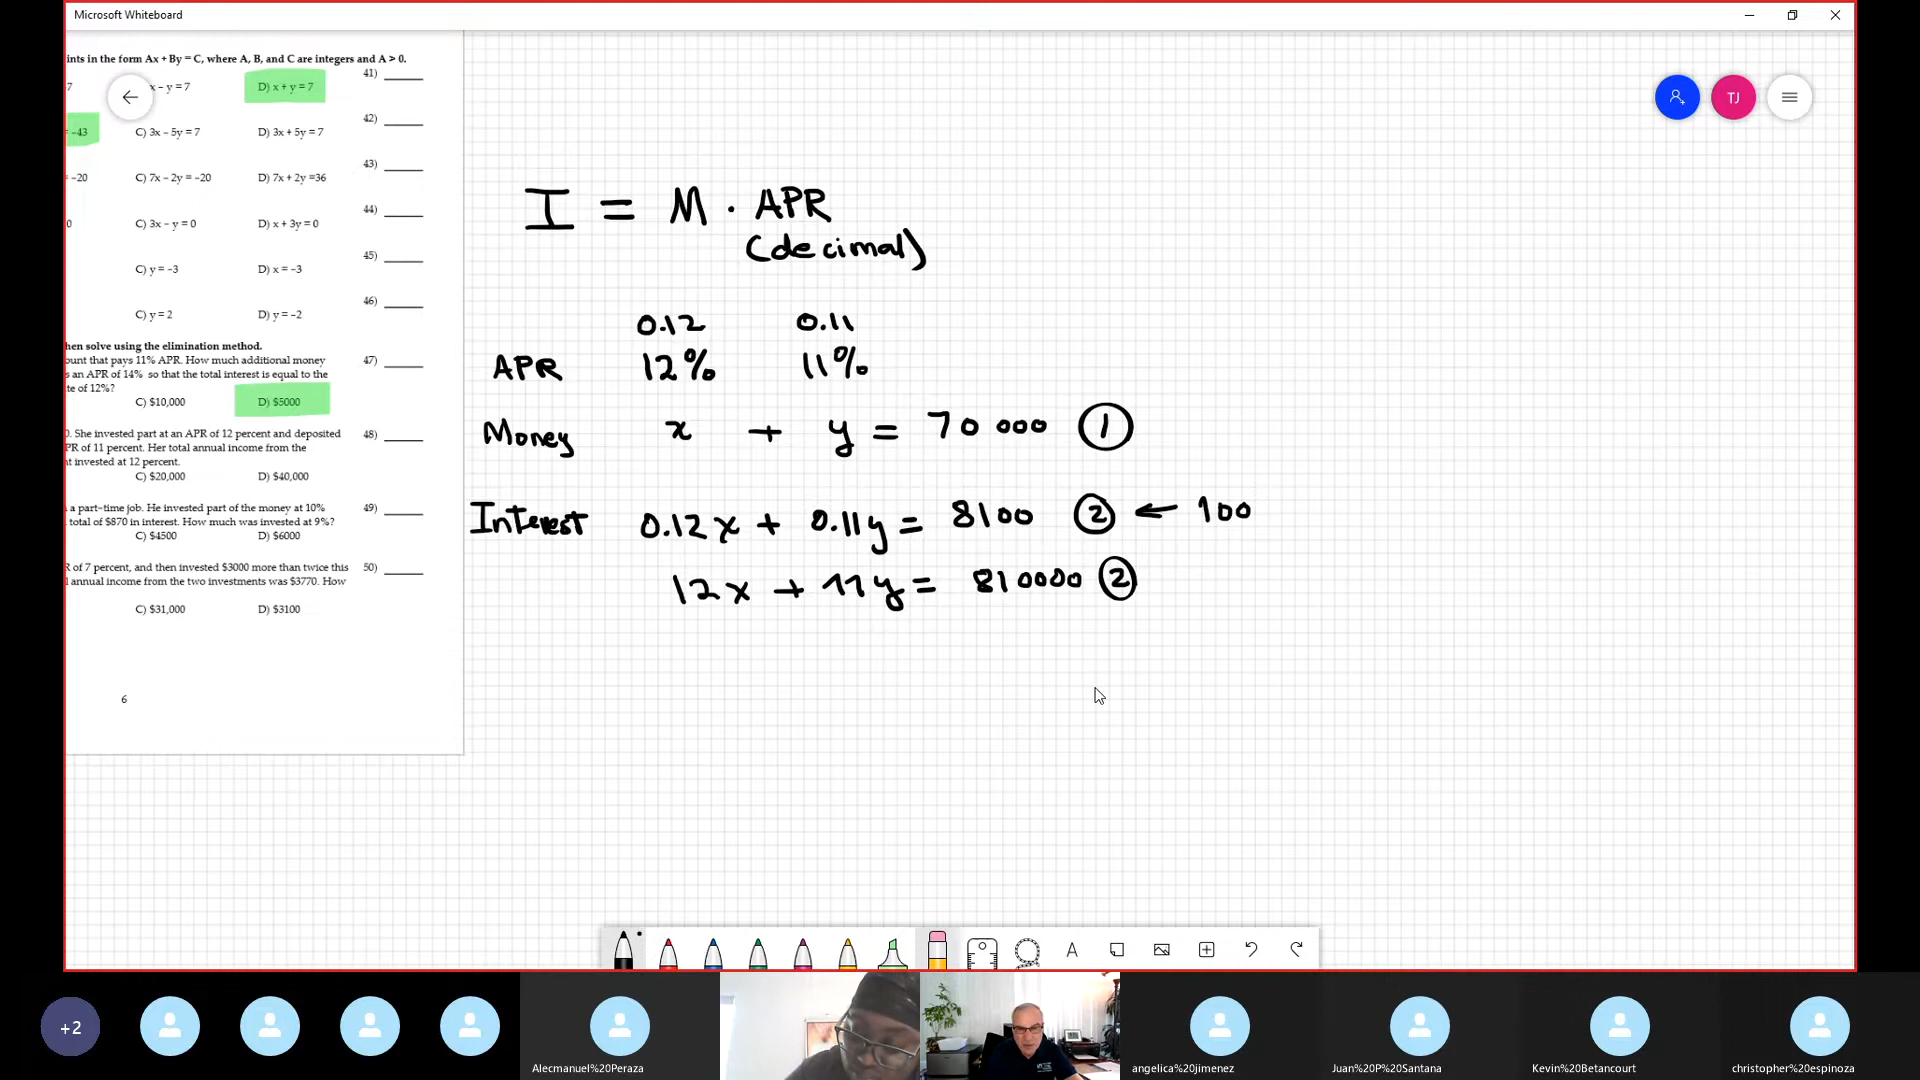 Microsoft Whiteboard
ints in the form Ax + By = C, where A, B, and C are integers and A > 0.
41)
7 x - y = 7 D) x + y = 7
42)
= -43 C) 3x - 5y = 7 D) 3x + 5y = 7
43)
= -20 C) 7x - 2y = -20 D) 7x + 2y =36
44)
0 C) 3x - y = 0 D) x + 3y = 0
45)
C) y = -3 D) x = -3
46)
C) y = 2 D) y = -2
hen solve using the elimination method.
ount that pays 11% APR. How much additional money 47)
s an APR of 14% so that the total interest is equal to the
te of 12%?
C) $10,000 D) $5000
0. She invested part at an APR of 12 percent and deposited 48)
PR of 11 percent. Her total annual income from the
nt invested at 12 percent.
C) $20,000 D) $40,000
a part-time job. He invested part of the money at 10% 49)
total of $870 in interest. How much was invested at 9%?
C) $4500 D) $6000
R of 7 percent, and then invested $3000 more than twice this 50)
l annual income from the two investments was $3770. How
C) $31,000 D) $3100
6
I = M · APR
(decimal)
0.12 0.11
APR 12% 11%
Money x + y = 70 000 1
Interest 0.12x + 0.11y = 8100 2 ← 100
12x + 11y = 810000 2
TJ
A
+2
Alecmanuel%20Peraza
angelica%20jimenez
Juan%20P%20Santana
Kevin%20Betancourt
christopher%20espinoza